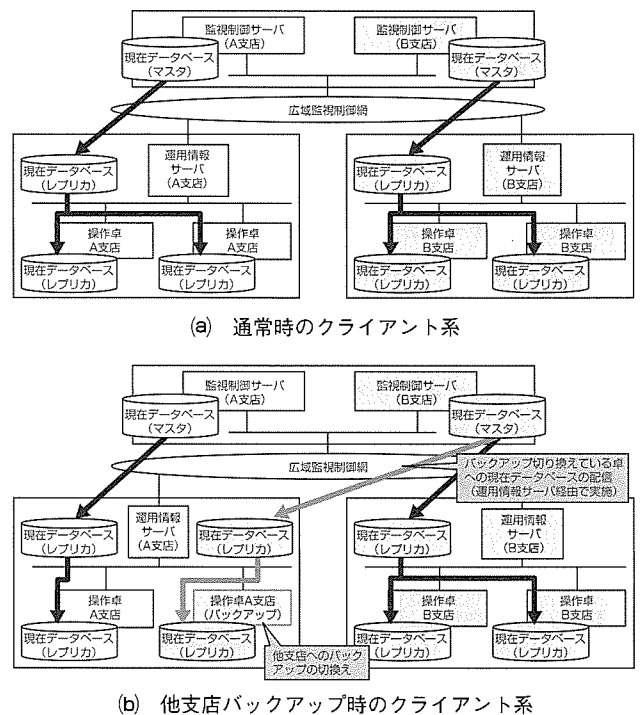 監視制御サーバ
(A支店)
監視制御サーバ
(B支店)
現在データベース
(マスタ)
現在データベース
(マスタ)
広域監視制御網
現在データベース
(レプリカ)
運用情報
サーバ
(A支店)
現在データベース
(レプリカ)
運用情報
サーバ
(B支店)
操作卓
A支店
操作卓
A支店
操作卓
B支店
操作卓
B支店
現在データベース
(レプリカ)
現在データベース
(レプリカ)
現在データベース
(レプリカ)
現在データベース
(レプリカ)
(a) 通常時のクライアント系
監視制御サーバ
(A支店)
監視制御サーバ
(B支店)
現在データベース
(マスタ)
現在データベース
(マスタ)
広域監視制御網
バックアップ切り換えている卓
への現在データベースの配信
(運用情報サーバ経由で実施)
現在データベース
(レプリカ)
運用情報
サーバ
(A支店)
現在データベース
(レプリカ)
現在データベース
(レプリカ)
運用情報
サーバ
(B支店)
操作卓
A支店
操作卓A支店
(バックアップ)
操作卓
B支店
操作卓
B支店
現在データベース
(レプリカ)
現在データベース
(レプリカ)
現在データベース
(レプリカ)
現在データベース
(レプリカ)
他支店へのバック
アップの切換え
(b) 他支店バックアップ時のクライアント系